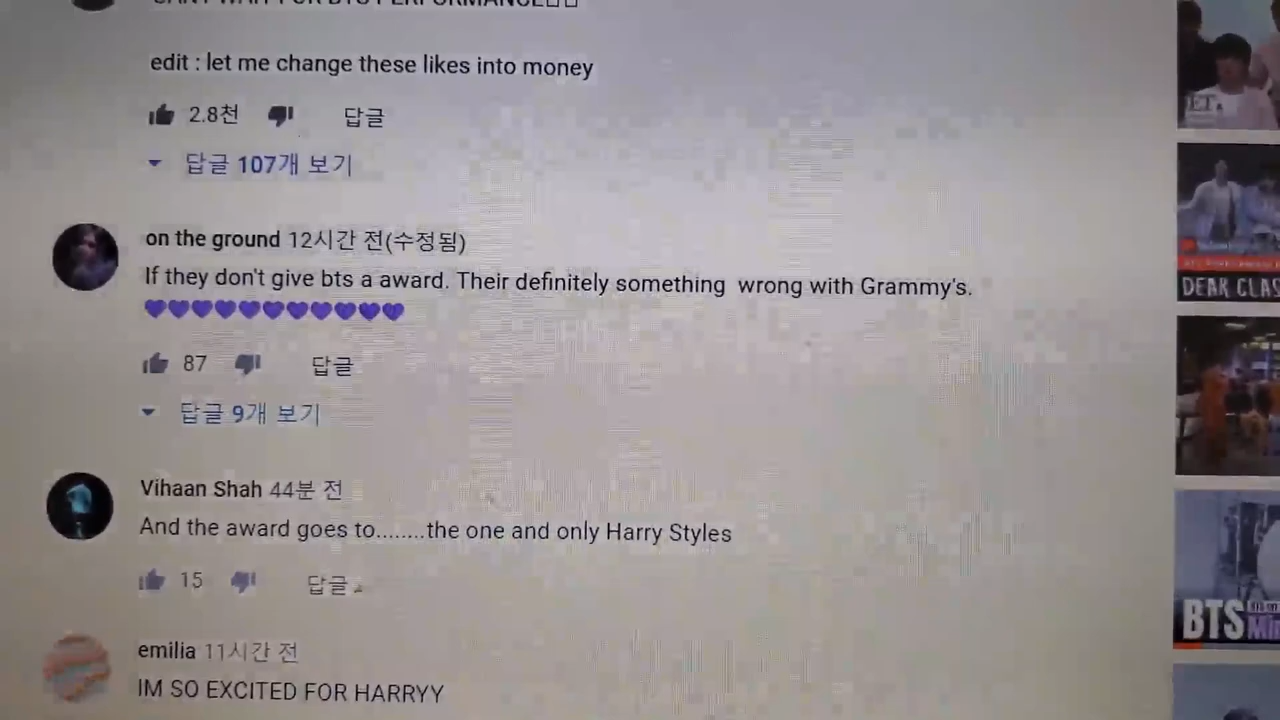 CAN'T WAIT FOR BTS PERFORMANCE
edit : let me change these likes into money
2.8천 답글
답글 107개 보기
on the ground 12시간 전(수정됨)
If they don't give bts a award. Their definitely something wrong with Grammy's.
💜💜💜💜💜💜💜💜💜💜💜
87 답글
답글 9개 보기
Vihaan Shah 44분 전
And the award goes to........the one and only Harry Styles
15 답글
emilia 11시간 전
IM SO EXCITED FOR HARRYY
DEAR CLAS
BTS